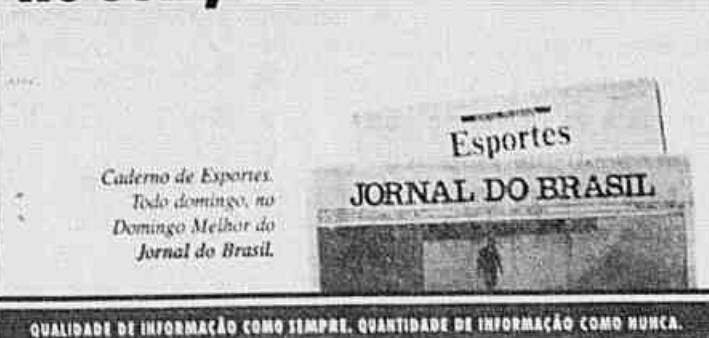 Esportes
JORNAL DO BRASIL
Caderno de Esportes.
Todo domingo, no
Domingo Melhor do
Jornal do Brasil.
QUALIDADE DE INFORMAÇÃO COMO SEMPRE. QUANTIDADE DE INFORMAÇÃO COMO NUNCA.